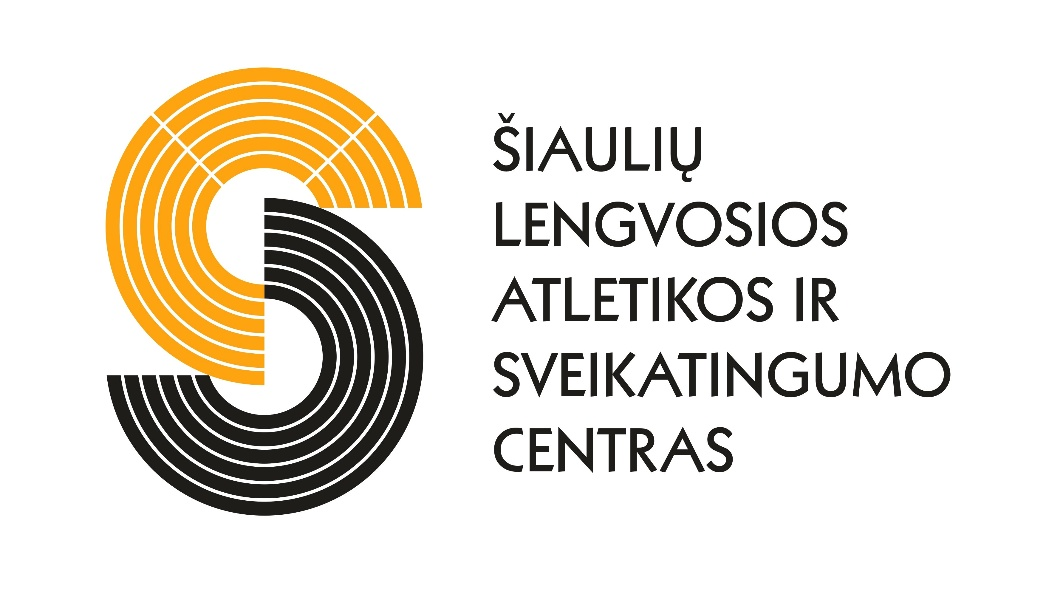 ŠIAULIŲ
LENGVOSIOS
ATLETIKOS IR
SVEIKATINGUMO
CENTRAS